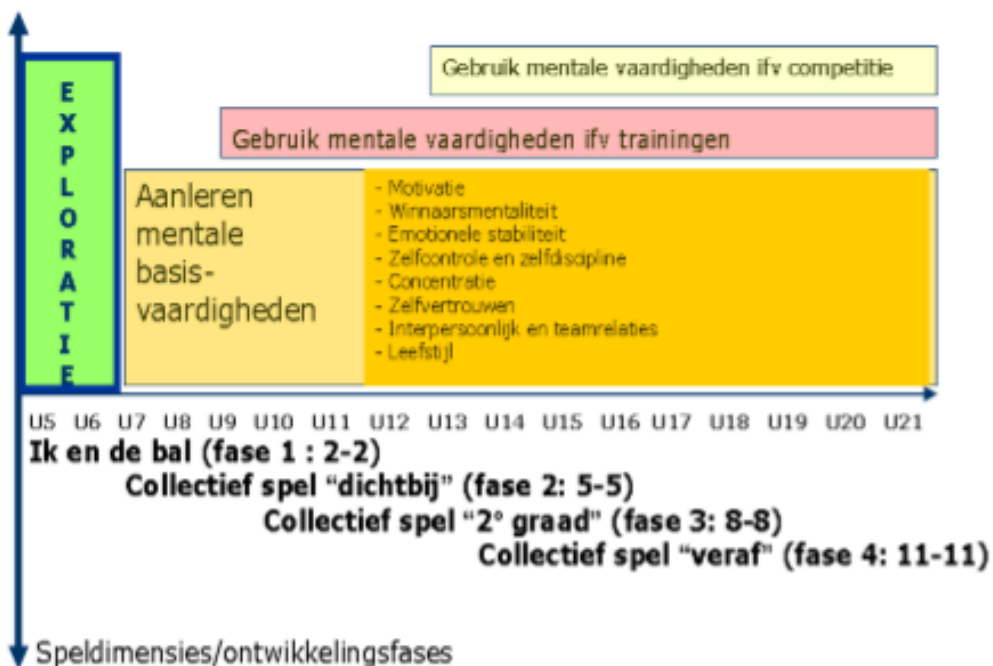 EXPLORATIE
Gebruik mentale vaardigheden ifv competitie
Gebruik mentale vaardigheden ifv trainingen
Aanleren
mentale
basis-
vaardigheden
- Motivatie
- Winnaarsmentaliteit
- Emotionele stabiliteit
- Zelfcontrole en zelfdiscipline
- Concentratie
- Zelfvertrouwen
- Interpersoonlijk en teamrelaties
- Leefstijl
U5 U6 U7 U8 U9 U10 U11 U12 U13 U14 U15 U16 U17 U18 U19 U20 U21
Ik en de bal (fase 1 : 2-2)
Collectief spel “dichtbij” (fase 2: 5-5)
Collectief spel “2° graad” (fase 3: 8-8)
Collectief spel “veraf” (fase 4: 11-11)
Speldimensies/ontwikkelingsfases